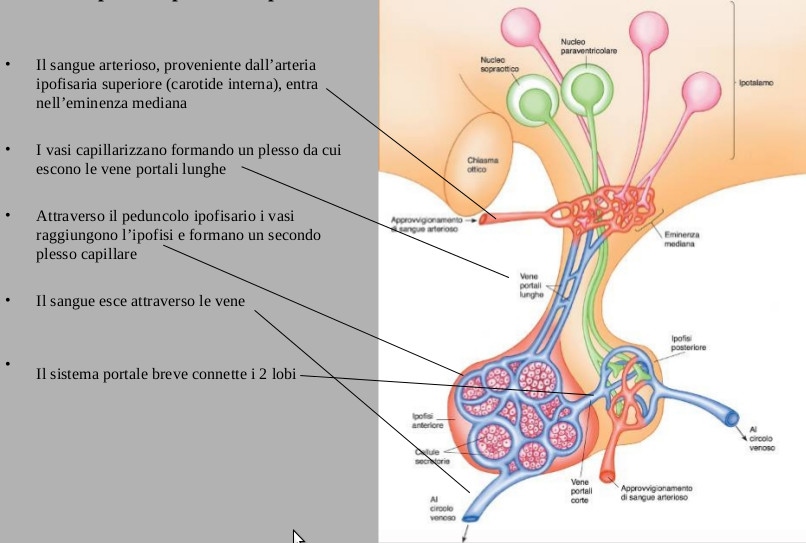 • Il sangue arterioso, proveniente dall’arteria
ipofisaria superiore (carotide interna), entra
nell’eminenza mediana
• I vasi capillarizzano formando un plesso da cui
escono le vene portali lunghe
• Attraverso il peduncolo ipofisario i vasi
raggiungono l’ipofisi e formano un secondo
plesso capillare
• Il sangue esce attraverso le vene
• Il sistema portale breve connette i 2 lobi
Nucleo
sopraottico
Nucleo
paraventricolare
Ipotalamo
Chiasma
ottico
Approvvigionamento
di sangue arterioso
Eminenza
mediana
Vene
portali
lunghe
Ipofisi
posteriore
Ipofisi
anteriore
Cellule
secretorie
Al
circolo
venoso
Al
circolo
venoso
Vene
portali
corte
Approvvigionamento
di sangue arterioso